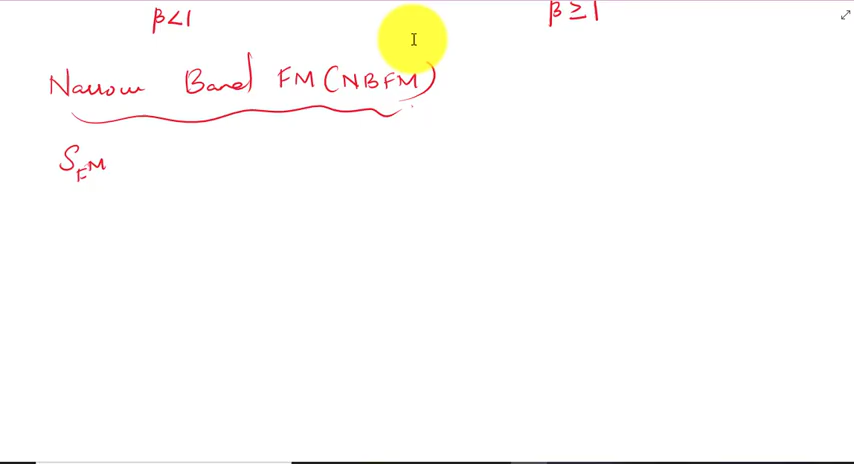 β<1
β≥1
Narrow Band FM (NBFM)
S_FM